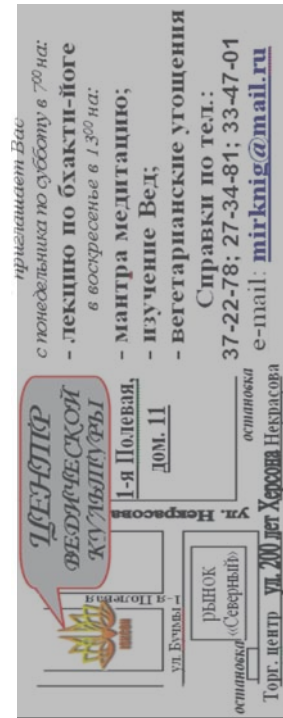 ЦЕНТР
ВЕДИЧЕСКОЙ
КУЛЬТУРЫ
приглашает Вас
с понедельника по субботу в 7⁰⁰ на:
- лекцию по бхакти-йоге
в воскресенье в 13⁰⁰ на:
- мантра медитацию;
- изучение Вед;
- вегетарианские угощения
Справки по тел.:
37-22-78; 27-34-81; 33-47-01
e-mail: mirknig@mail.ru
1-я Полевая,
дом. 11
1-я Полевая
ул. Некрасова
ул. Бучмы
рынок
«Северный»
остановка
остановка
Торг. центр ул. 200 лет Херсона Некрасова